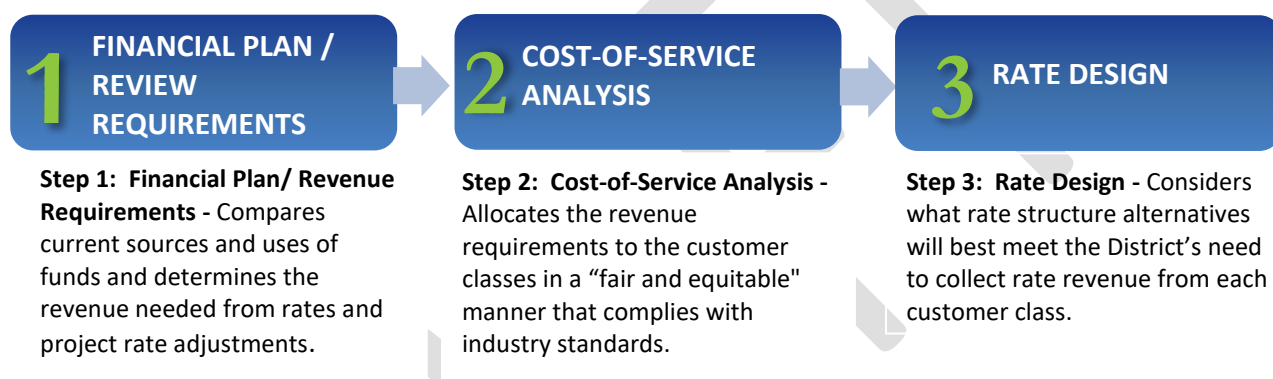 1
FINANCIAL PLAN /
REVIEW
REQUIREMENTS
2
COST-OF-SERVICE
ANALYSIS
3
RATE DESIGN
Step 1: Financial Plan/ Revenue
Requirements - Compares
current sources and uses of
funds and determines the
revenue needed from rates and
project rate adjustments.
Step 2: Cost-of-Service Analysis -
Allocates the revenue
requirements to the customer
classes in a “fair and equitable"
manner that complies with
industry standards.
Step 3: Rate Design - Considers
what rate structure alternatives
will best meet the District’s need
to collect rate revenue from each
customer class.